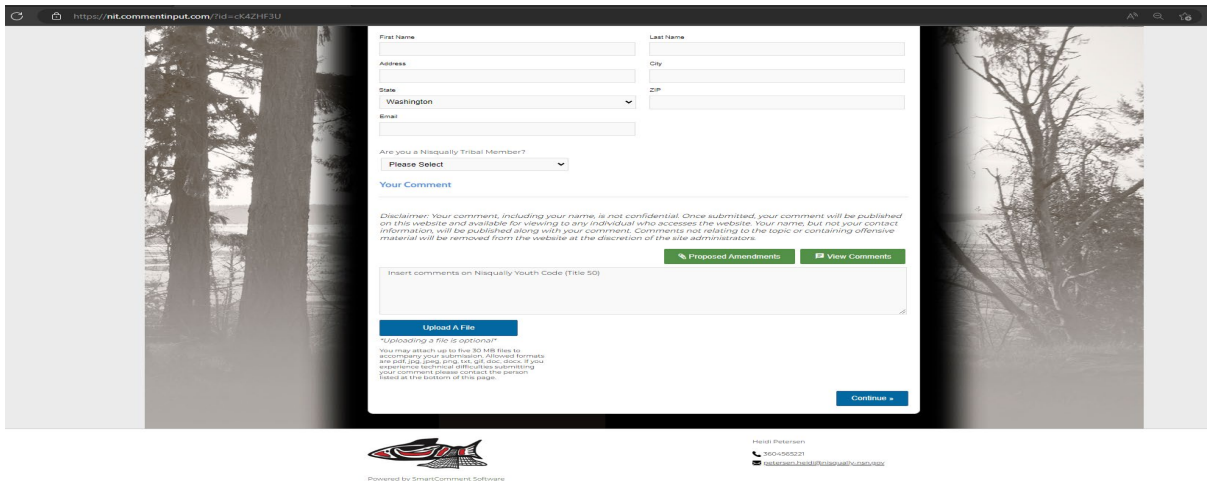 https://nit.commentinput.com/?id=cK4ZHF3U
First Name
Last Name
Address
City
State
ZIP
Washington
Email
Are you a Nisqually Tribal Member?
Please Select
Your Comment
Disclaimer: Your comment, including your name, is not confidential. Once submitted, your comment will be published
on this website and available for viewing to any individual who accesses the website. Your name, but not your contact
information, will be published along with your comment. Comments not relating to the topic or containing offensive
material will be removed from the website at the discretion of the site administrators.
Proposed Amendments
View Comments
Insert comments on Nisqually Youth Code (Title 50)
Upload A File
*Uploading a file is optional*
You may attach up to five 30 MB files to
accompany your submission. Allowed formats
are pdf, jpg, jpeg, png, txt, gif, doc, docx. If you
experience technical difficulties submitting
your comment please contact the person
listed at the bottom of this page.
Continue »
Heidi Petersen
3604565221
petersen.heidi@nisqually-nsn.gov
Powered by SmartComment Software